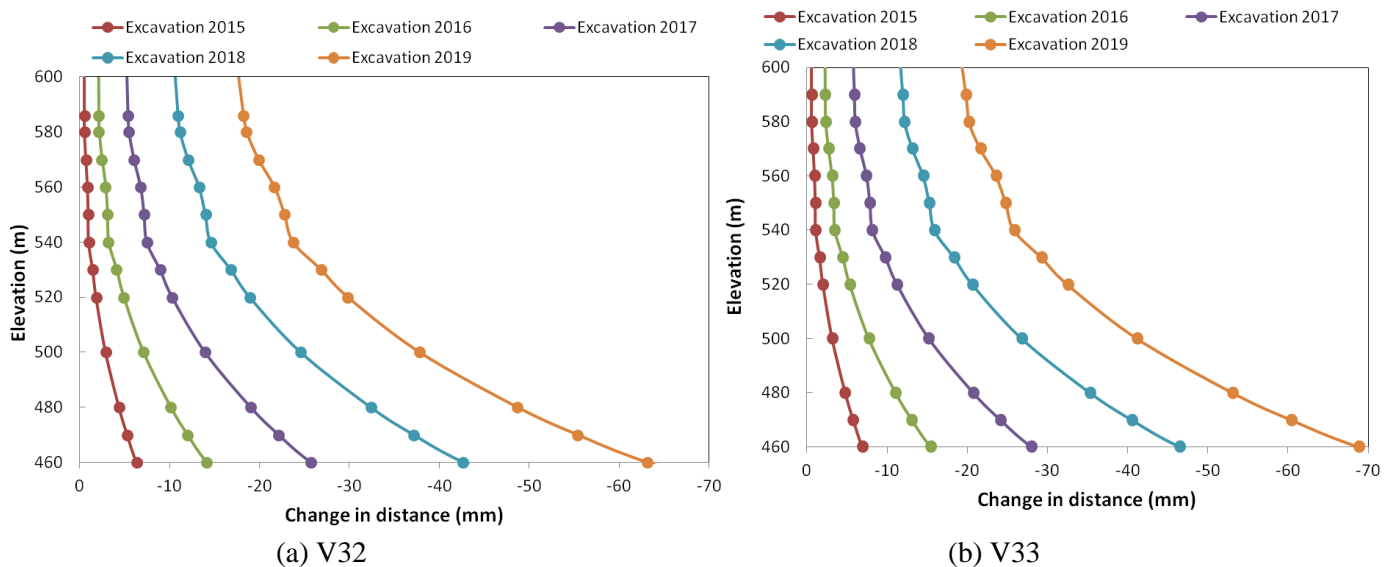 Excavation 2015 Excavation 2016 Excavation 2017
Excavation 2018 Excavation 2019
600
580
560
540
520
500
480
460
Elevation (m)
0 -10 -20 -30 -40 -50 -60 -70
Change in distance (mm)
(a) V32
Excavation 2015 Excavation 2016 Excavation 2017
Excavation 2018 Excavation 2019
600
580
560
540
520
500
480
460
Elevation (m)
0 -10 -20 -30 -40 -50 -60 -70
Change in distance (mm)
(b) V33